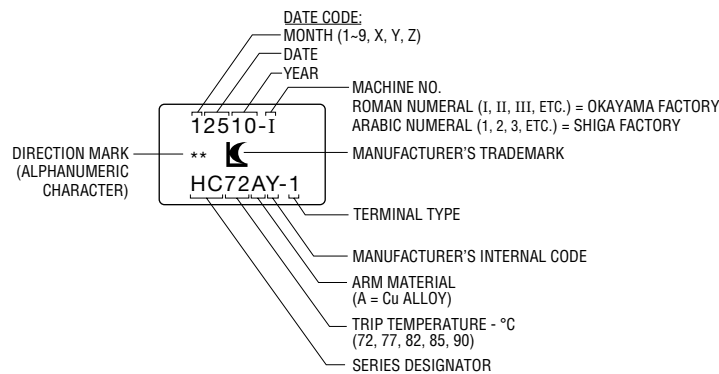 DATE CODE:
MONTH (1~9, X, Y, Z)
DATE
YEAR
MACHINE NO.
ROMAN NUMERAL (I, II, III, ETC.) = OKAYAMA FACTORY
ARABIC NUMERAL (1, 2, 3, ETC.) = SHIGA FACTORY
12510-I
DIRECTION MARK
(ALPHANUMERIC
CHARACTER)
**
MANUFACTURER'S TRADEMARK
HC72AY-1
TERMINAL TYPE
MANUFACTURER'S INTERNAL CODE
ARM MATERIAL
(A = Cu ALLOY)
TRIP TEMPERATURE - °C
(72, 77, 82, 85, 90)
SERIES DESIGNATOR